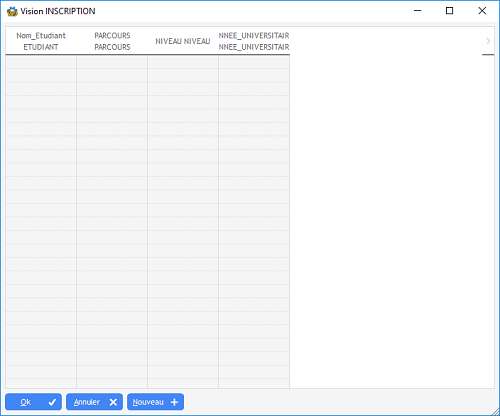 Vision INSCRIPTION
Nom_Etudiant
ETUDIANT
PARCOURS
PARCOURS
NIVEAU NIVEAU
NNEE_UNIVERSITAIR
NNEE_UNIVERSITAIR
Ok
Annuler
Nouveau